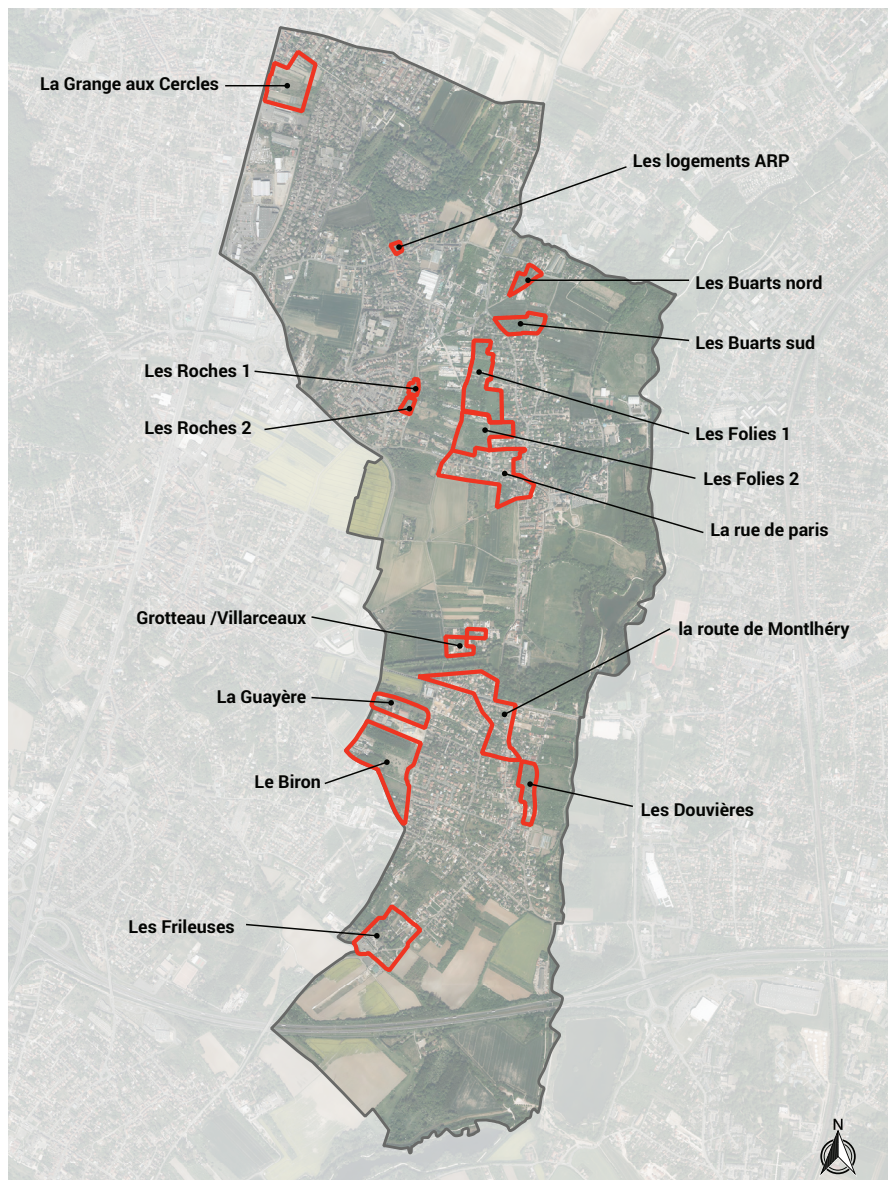 La Grange aux Cercles
Les logements ARP
Les Buarts nord
Les Buarts sud
Les Roches 1
Les Roches 2
Les Folies 1
Les Folies 2
La rue de paris
Grotteau /Villarceaux
la route de Montlhéry
La Guayère
Le Biron
Les Douvières
Les Frileuses
N